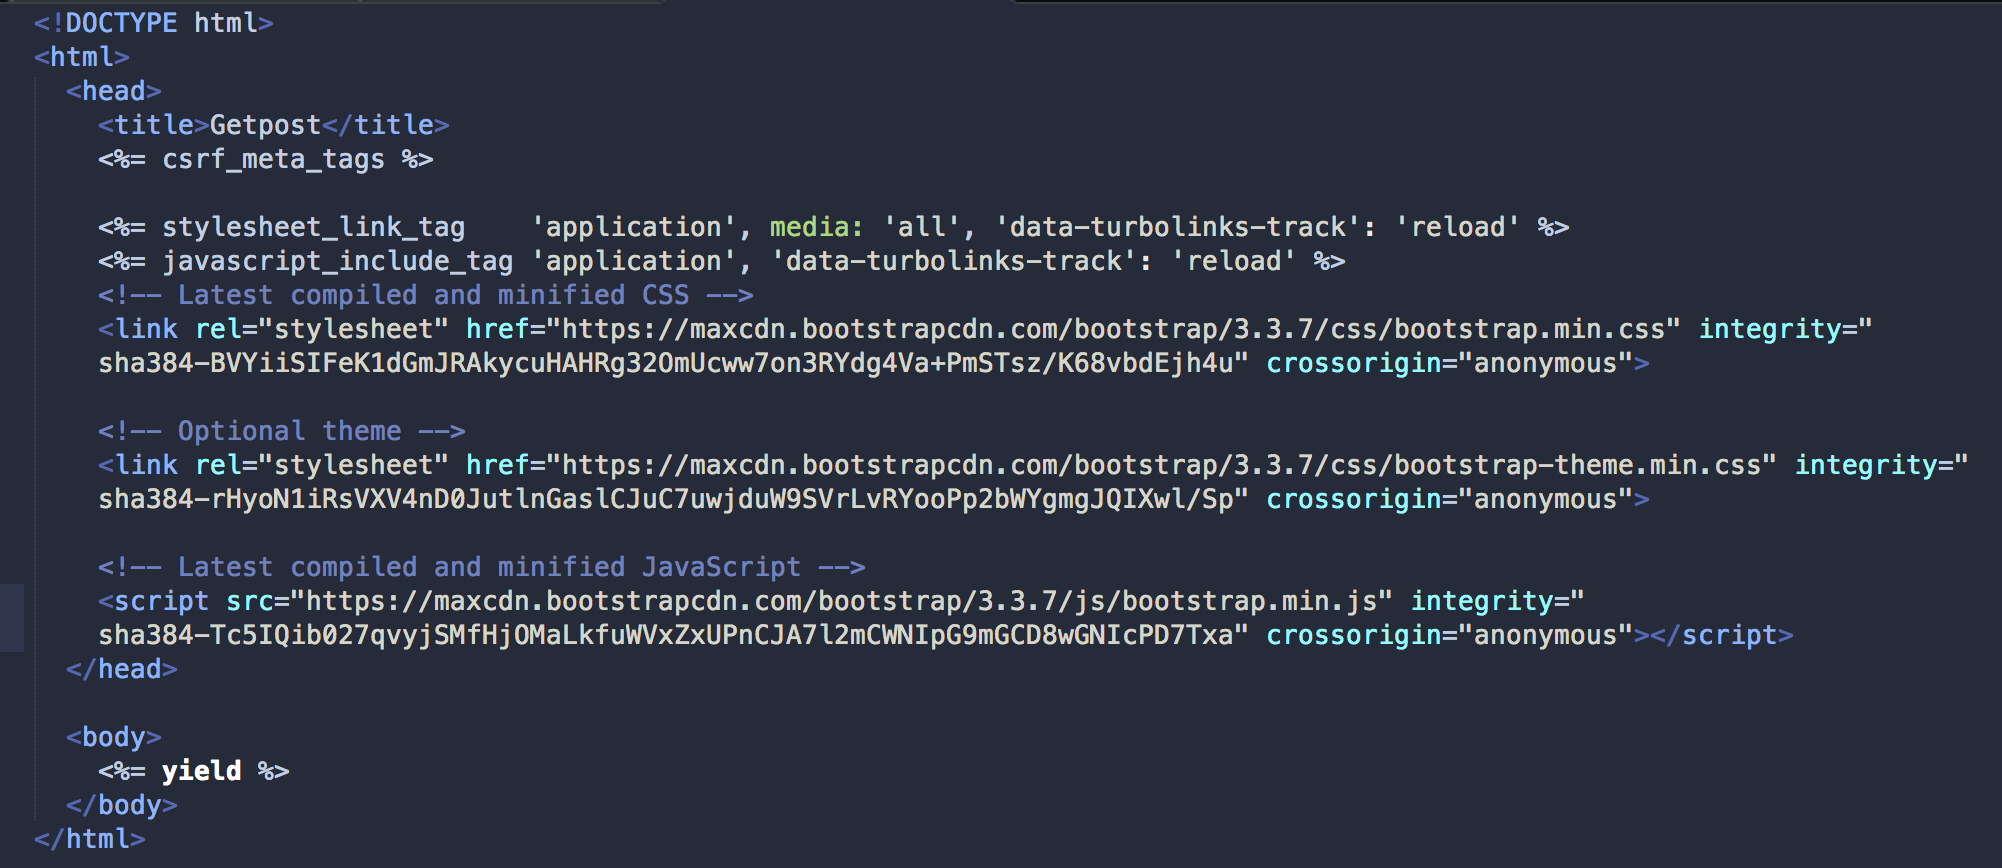 <!DOCTYPE html>
<html>
  <head>
    <title>Getpost</title>
    <%= csrf_meta_tags %>

    <%= stylesheet_link_tag    'application', media: 'all', 'data-turbolinks-track': 'reload' %>
    <%= javascript_include_tag 'application', 'data-turbolinks-track': 'reload' %>
    <!-- Latest compiled and minified CSS -->
    <link rel="stylesheet" href="https://maxcdn.bootstrapcdn.com/bootstrap/3.3.7/css/bootstrap.min.css" integrity="
    sha384-BVYiiSIFeK1dGmJRAkycuHAHRg32OmUcww7on3RYdg4Va+PmSTsz/K68vbdEjh4u" crossorigin="anonymous">

    <!-- Optional theme -->
    <link rel="stylesheet" href="https://maxcdn.bootstrapcdn.com/bootstrap/3.3.7/css/bootstrap-theme.min.css" integrity="
    sha384-rHyoN1iRsVXV4nD0JutlnGaslCJuC7uwjduW9SVrLvRYooPp2bWYgmgJQIXwl/Sp" crossorigin="anonymous">

    <!-- Latest compiled and minified JavaScript -->
    <script src="https://maxcdn.bootstrapcdn.com/bootstrap/3.3.7/js/bootstrap.min.js" integrity="
    sha384-Tc5IQib027qvyjSMfHjOMaLkfuWVxZxUPnCJA7l2mCWNIpG9mGCD8wGNIcPD7Txa" crossorigin="anonymous"></script>
  </head>

  <body>
    <%= yield %>
  </body>
</html>